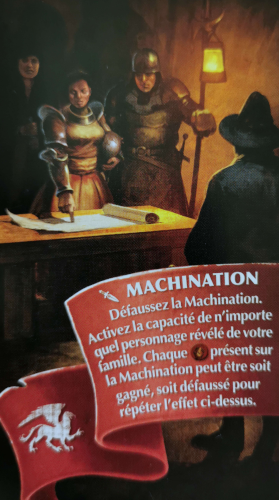 MACHINATION
Défaussez la Machination.
Activez la capacité de n'importe
quel personnage révélé de votre
famille. Chaque présent sur
la Machination peut être soit
gagné, soit défaussé pour
répéter l'effet ci-dessus.